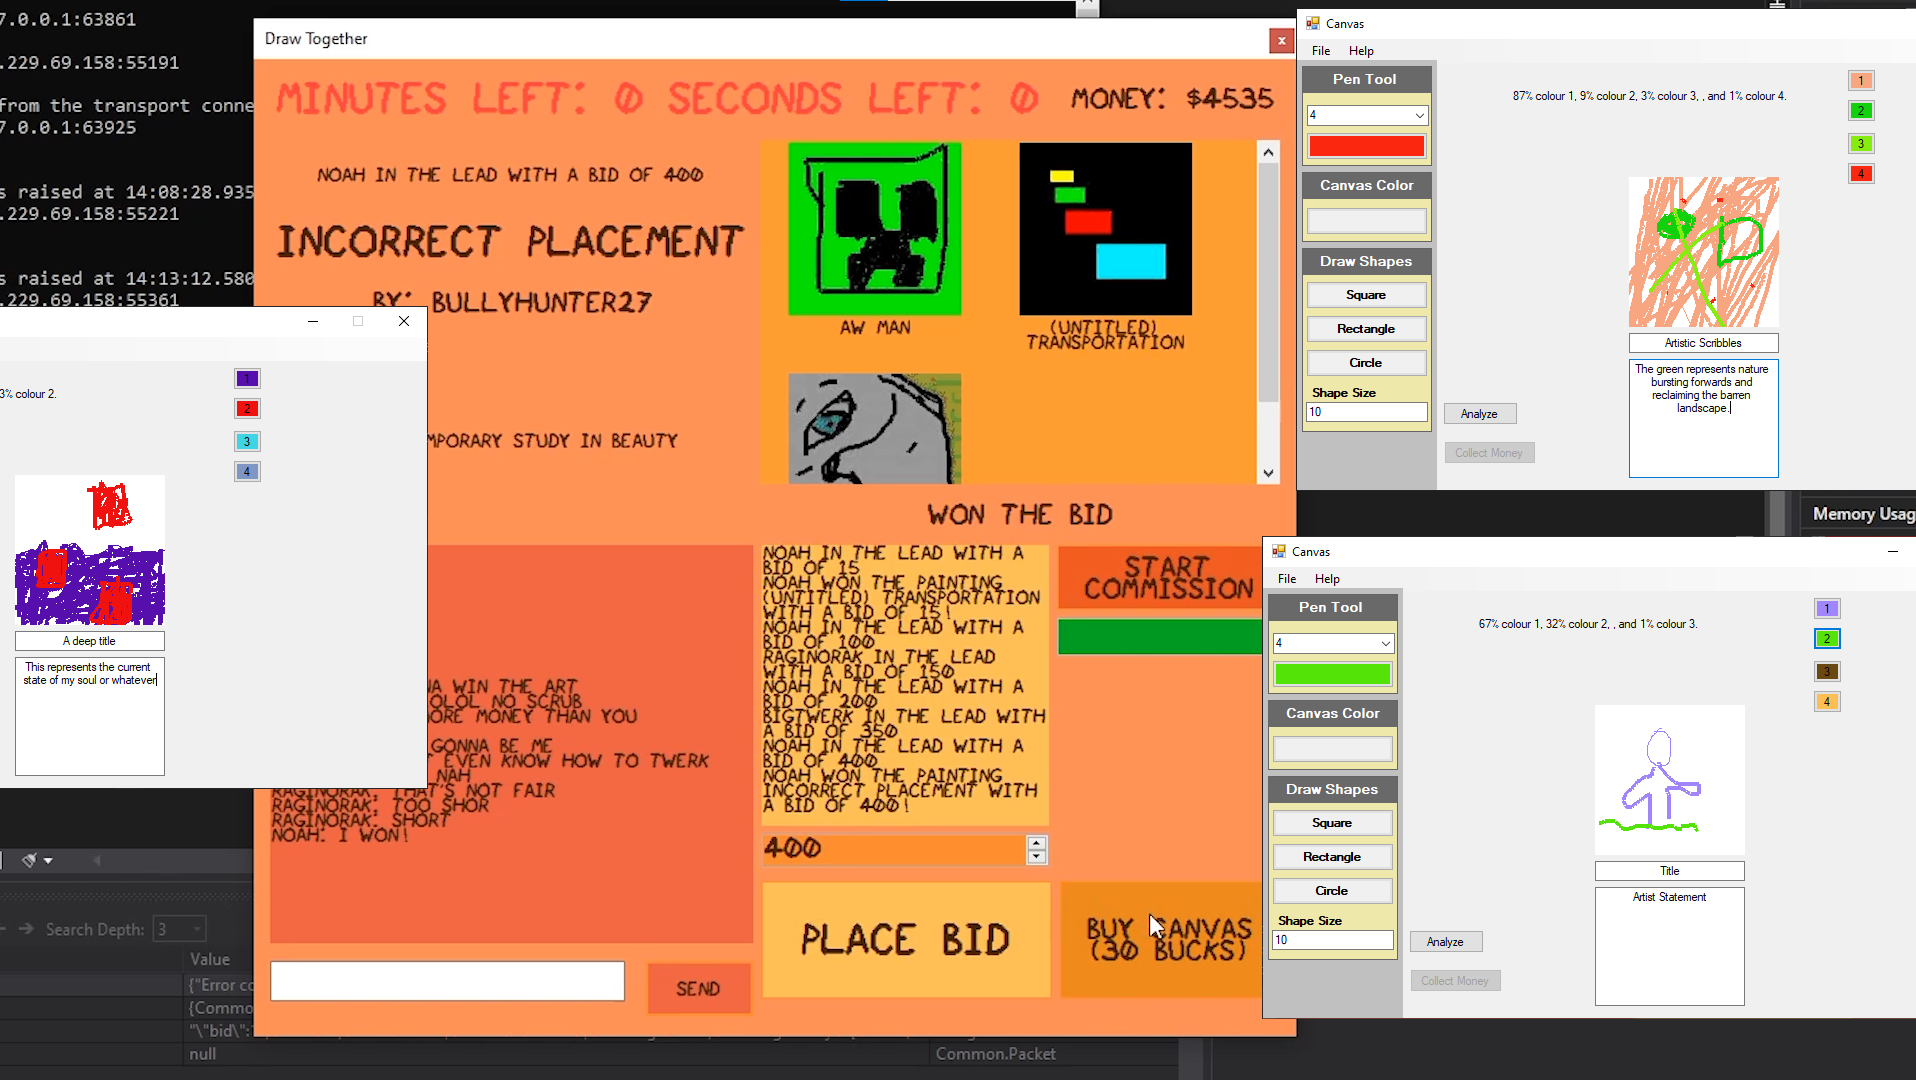 7.0.0.1:63861
.229.69.158:55191
from the transport conne
7.0.0.1:63925
s raised at 14:08:28.935
.229.69.158:55221
s raised at 14:13:12.580
.229.69.158:55361
3% colour 2.
1
2
3
4
A deep title
This represents the current
state of my soul or whatever
Search Depth:
3
Value
{"Error co
{Commo
"\"bid\":
null
Common.Packet
Draw Together
x
MINUTES LEFT: 0 SECONDS LEFT: 0
MONEY: $4535
NOAH IN THE LEAD WITH A BID OF 400
INCORRECT PLACEMENT
BY: BULLYHUNTER27
MPORARY STUDY IN BEAUTY
AW MAN
(UNTITLED)
TRANSPORTATION
WON THE BID
A WIN THE ART
OLOL NO SCRUB
ORE MONEY THAN YOU
GONNA BE ME
EVEN KNOW HOW TO TWERK
NAH
RAGINORAK: THAT'S NOT FAIR
RAGINORAK: TOO SHOR
RAGINORAK: SHORT
NOAH: I WON!
SEND
NOAH IN THE LEAD WITH A
BID OF 15
NOAH WON THE PAINTING
(UNTITLED) TRANSPORTATION
WITH A BID OF 15!
NOAH IN THE LEAD WITH A
BID OF 100
RAGINORAK IN THE LEAD
WITH A BID OF 150
NOAH IN THE LEAD WITH A
BID OF 200
BIGTWERK IN THE LEAD WITH
A BID OF 350
NOAH IN THE LEAD WITH A
BID OF 400
NOAH WON THE PAINTING
INCORRECT PLACEMENT WITH
A BID OF 400!
400
PLACE BID
START
COMMISSION
BUY CANVAS
(30 BUCKS)
Canvas
File Help
Pen Tool
4
Canvas Color
Draw Shapes
Square
Rectangle
Circle
Shape Size
10
87% colour 1, 9% colour 2, 3% colour 3, , and 1% colour 4.
1
2
3
4
Analyze
Collect Money
Artistic Scribbles
The green represents nature
bursting forwards and
reclaiming the barren
landscape.
Memory Usag
Canvas
File Help
Pen Tool
4
Canvas Color
Draw Shapes
Square
Rectangle
Circle
Shape Size
10
67% colour 1, 32% colour 2, , and 1% colour 3.
1
2
3
4
Analyze
Collect Money
Title
Artist Statement